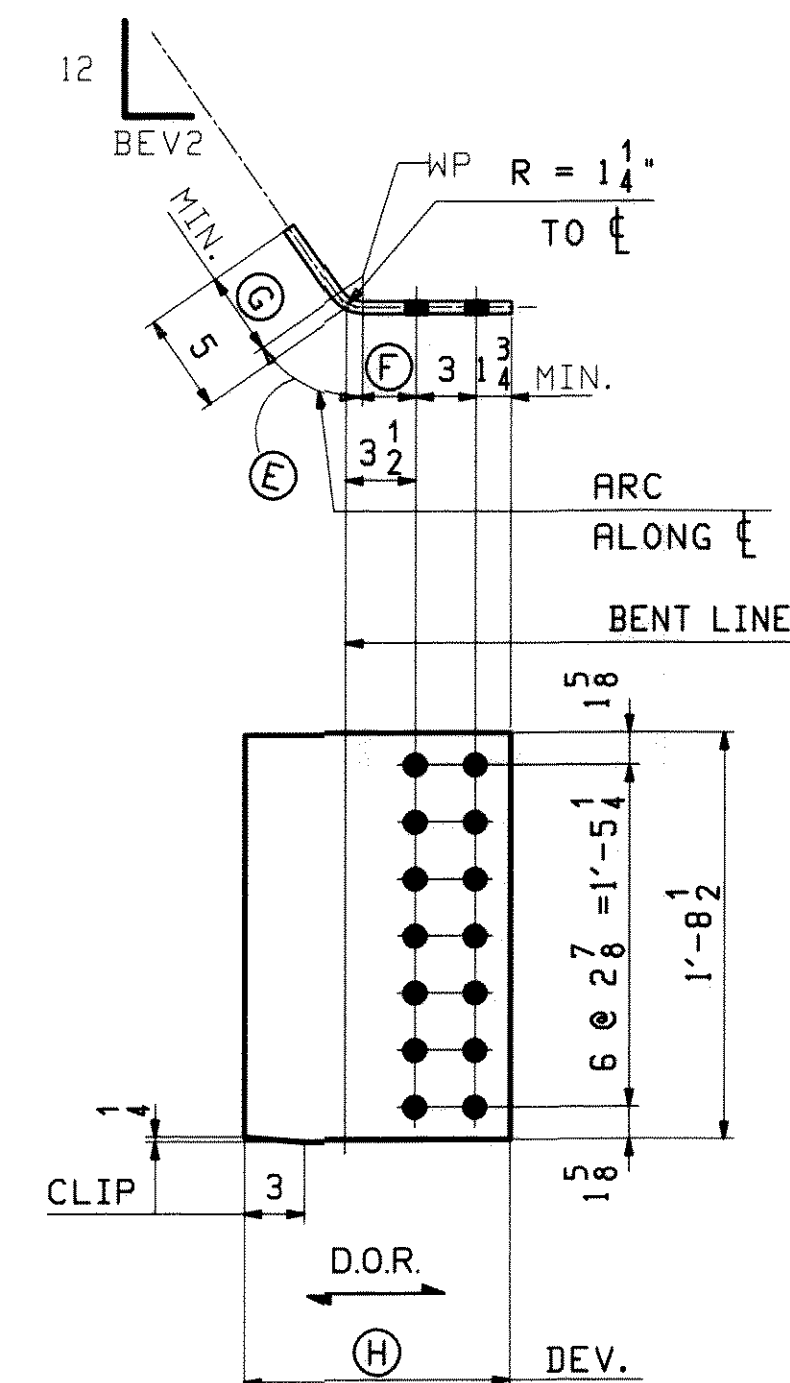 12
BEV2
WP
R = 1 1/4"
TO ℄
MIN.
G
5
F
3
1 3/4
MIN.
3 1/2
E
ARC
ALONG ℄
BENT LINE
1 5/8
6 @ 2 7/8 =1'-5 1/4
1'-8 1/2
1 5/8
1/4
CLIP
3
D.O.R.
H
DEV.